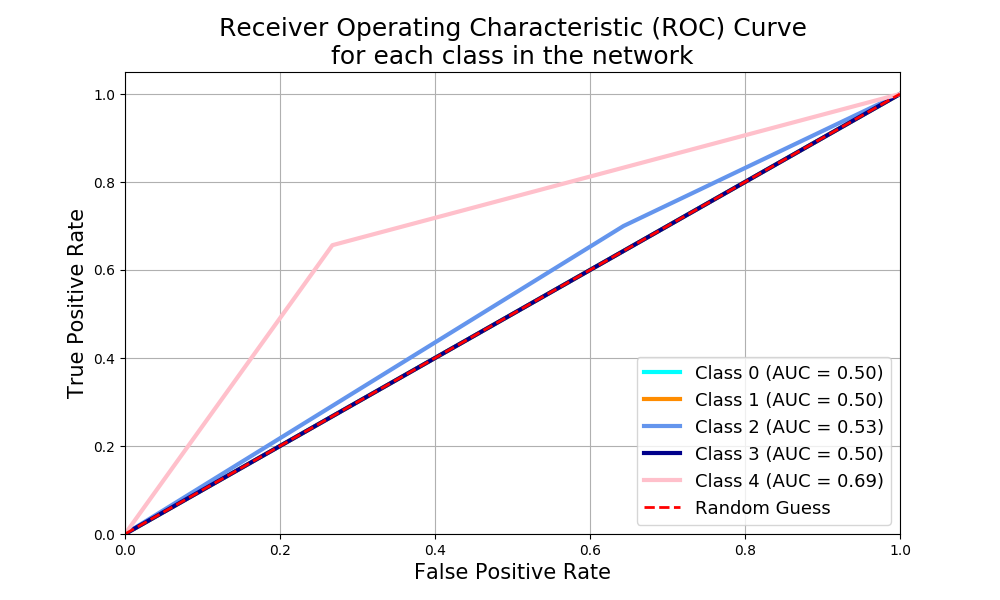 Receiver Operating Characteristic (ROC) Curve
for each class in the network
True Positive Rate
1.0
0.8
0.6
0.4
0.2
0.0
0.0 0.2 0.4 0.6 0.8 1.0
False Positive Rate
Class 0 (AUC = 0.50)
Class 1 (AUC = 0.50)
Class 2 (AUC = 0.53)
Class 3 (AUC = 0.50)
Class 4 (AUC = 0.69)
Random Guess